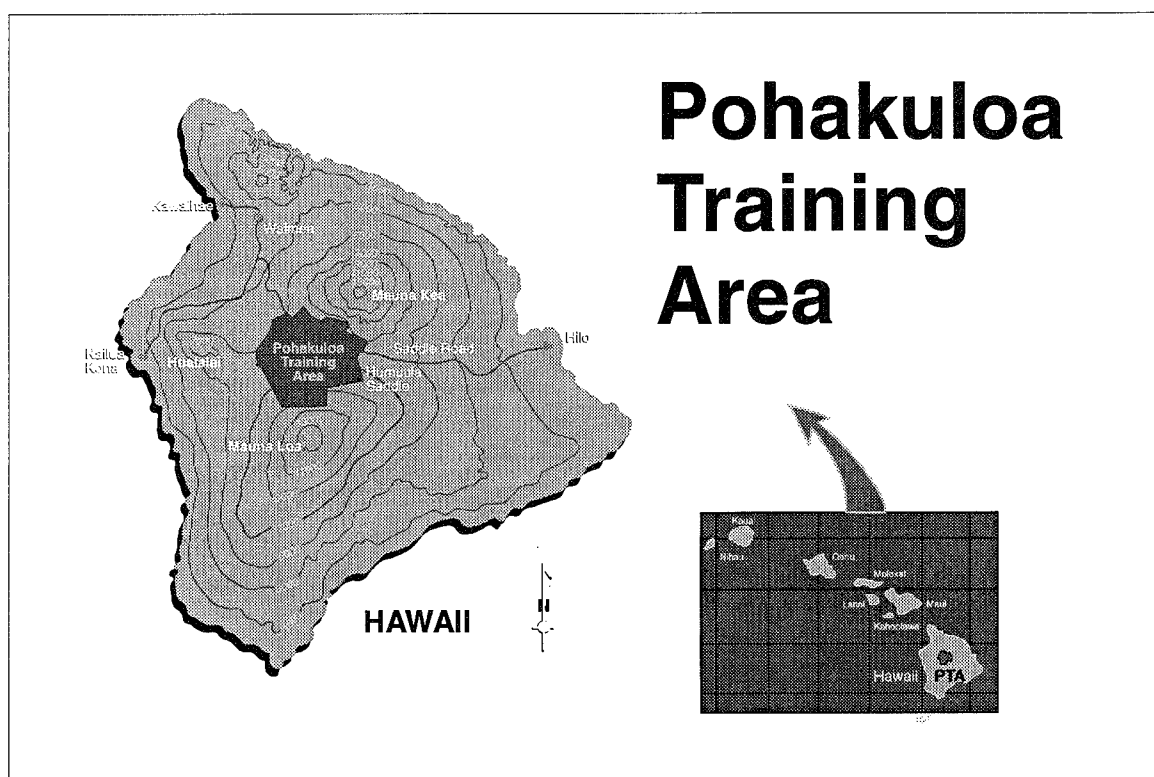 Pohakuloa
Training
Area
Kawaihae
Waimea
Mauna Kea
Hilo
Kailua
Kona
Hualalai
Pohakuloa
Training
Area
Saddle Road
Humuula
Saddle
Mauna Loa
HAWAII
N
Kauai
Niihau
Oahu
Molokai
Lanai
Maui
Kahoolawe
Hawaii
PTA